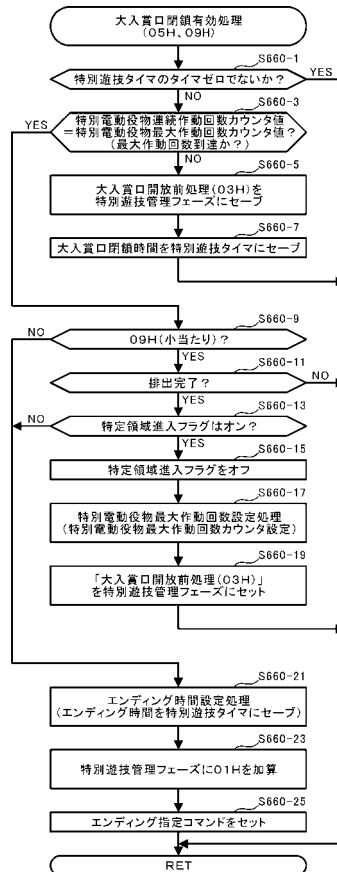 大入賞口閉鎖有効処理
(05H、09H)
S660-1
特別遊技タイマのタイマゼロでないか?
YES
NO
S660-3
YES
特別電動役物連続作動回数カウンタ値
=特別電動役物最大作動回数カウンタ値?
(最大作動回数到達か?)
NO
S660-5
大入賞口開放前処理(03H)を
特別遊技管理フェーズにセーブ
S660-7
大入賞口閉鎖時間を特別遊技タイマにセーブ
S660-9
NO
09H(小当たり)?
YES
S660-11
排出完了?
NO
YES
S660-13
NO
特定領域進入フラグはオン?
YES
S660-15
特定領域進入フラグをオフ
S660-17
特別電動役物最大作動回数設定処理
(特別電動役物最大作動回数カウンタ設定)
S660-19
「大入賞口開放前処理(03H)」
を特別遊技管理フェーズにセット
S660-21
エンディング時間設定処理
(エンディング時間を特別遊技タイマにセーブ)
S660-23
特別遊技管理フェーズに01Hを加算
S660-25
エンディング指定コマンドをセット
RET